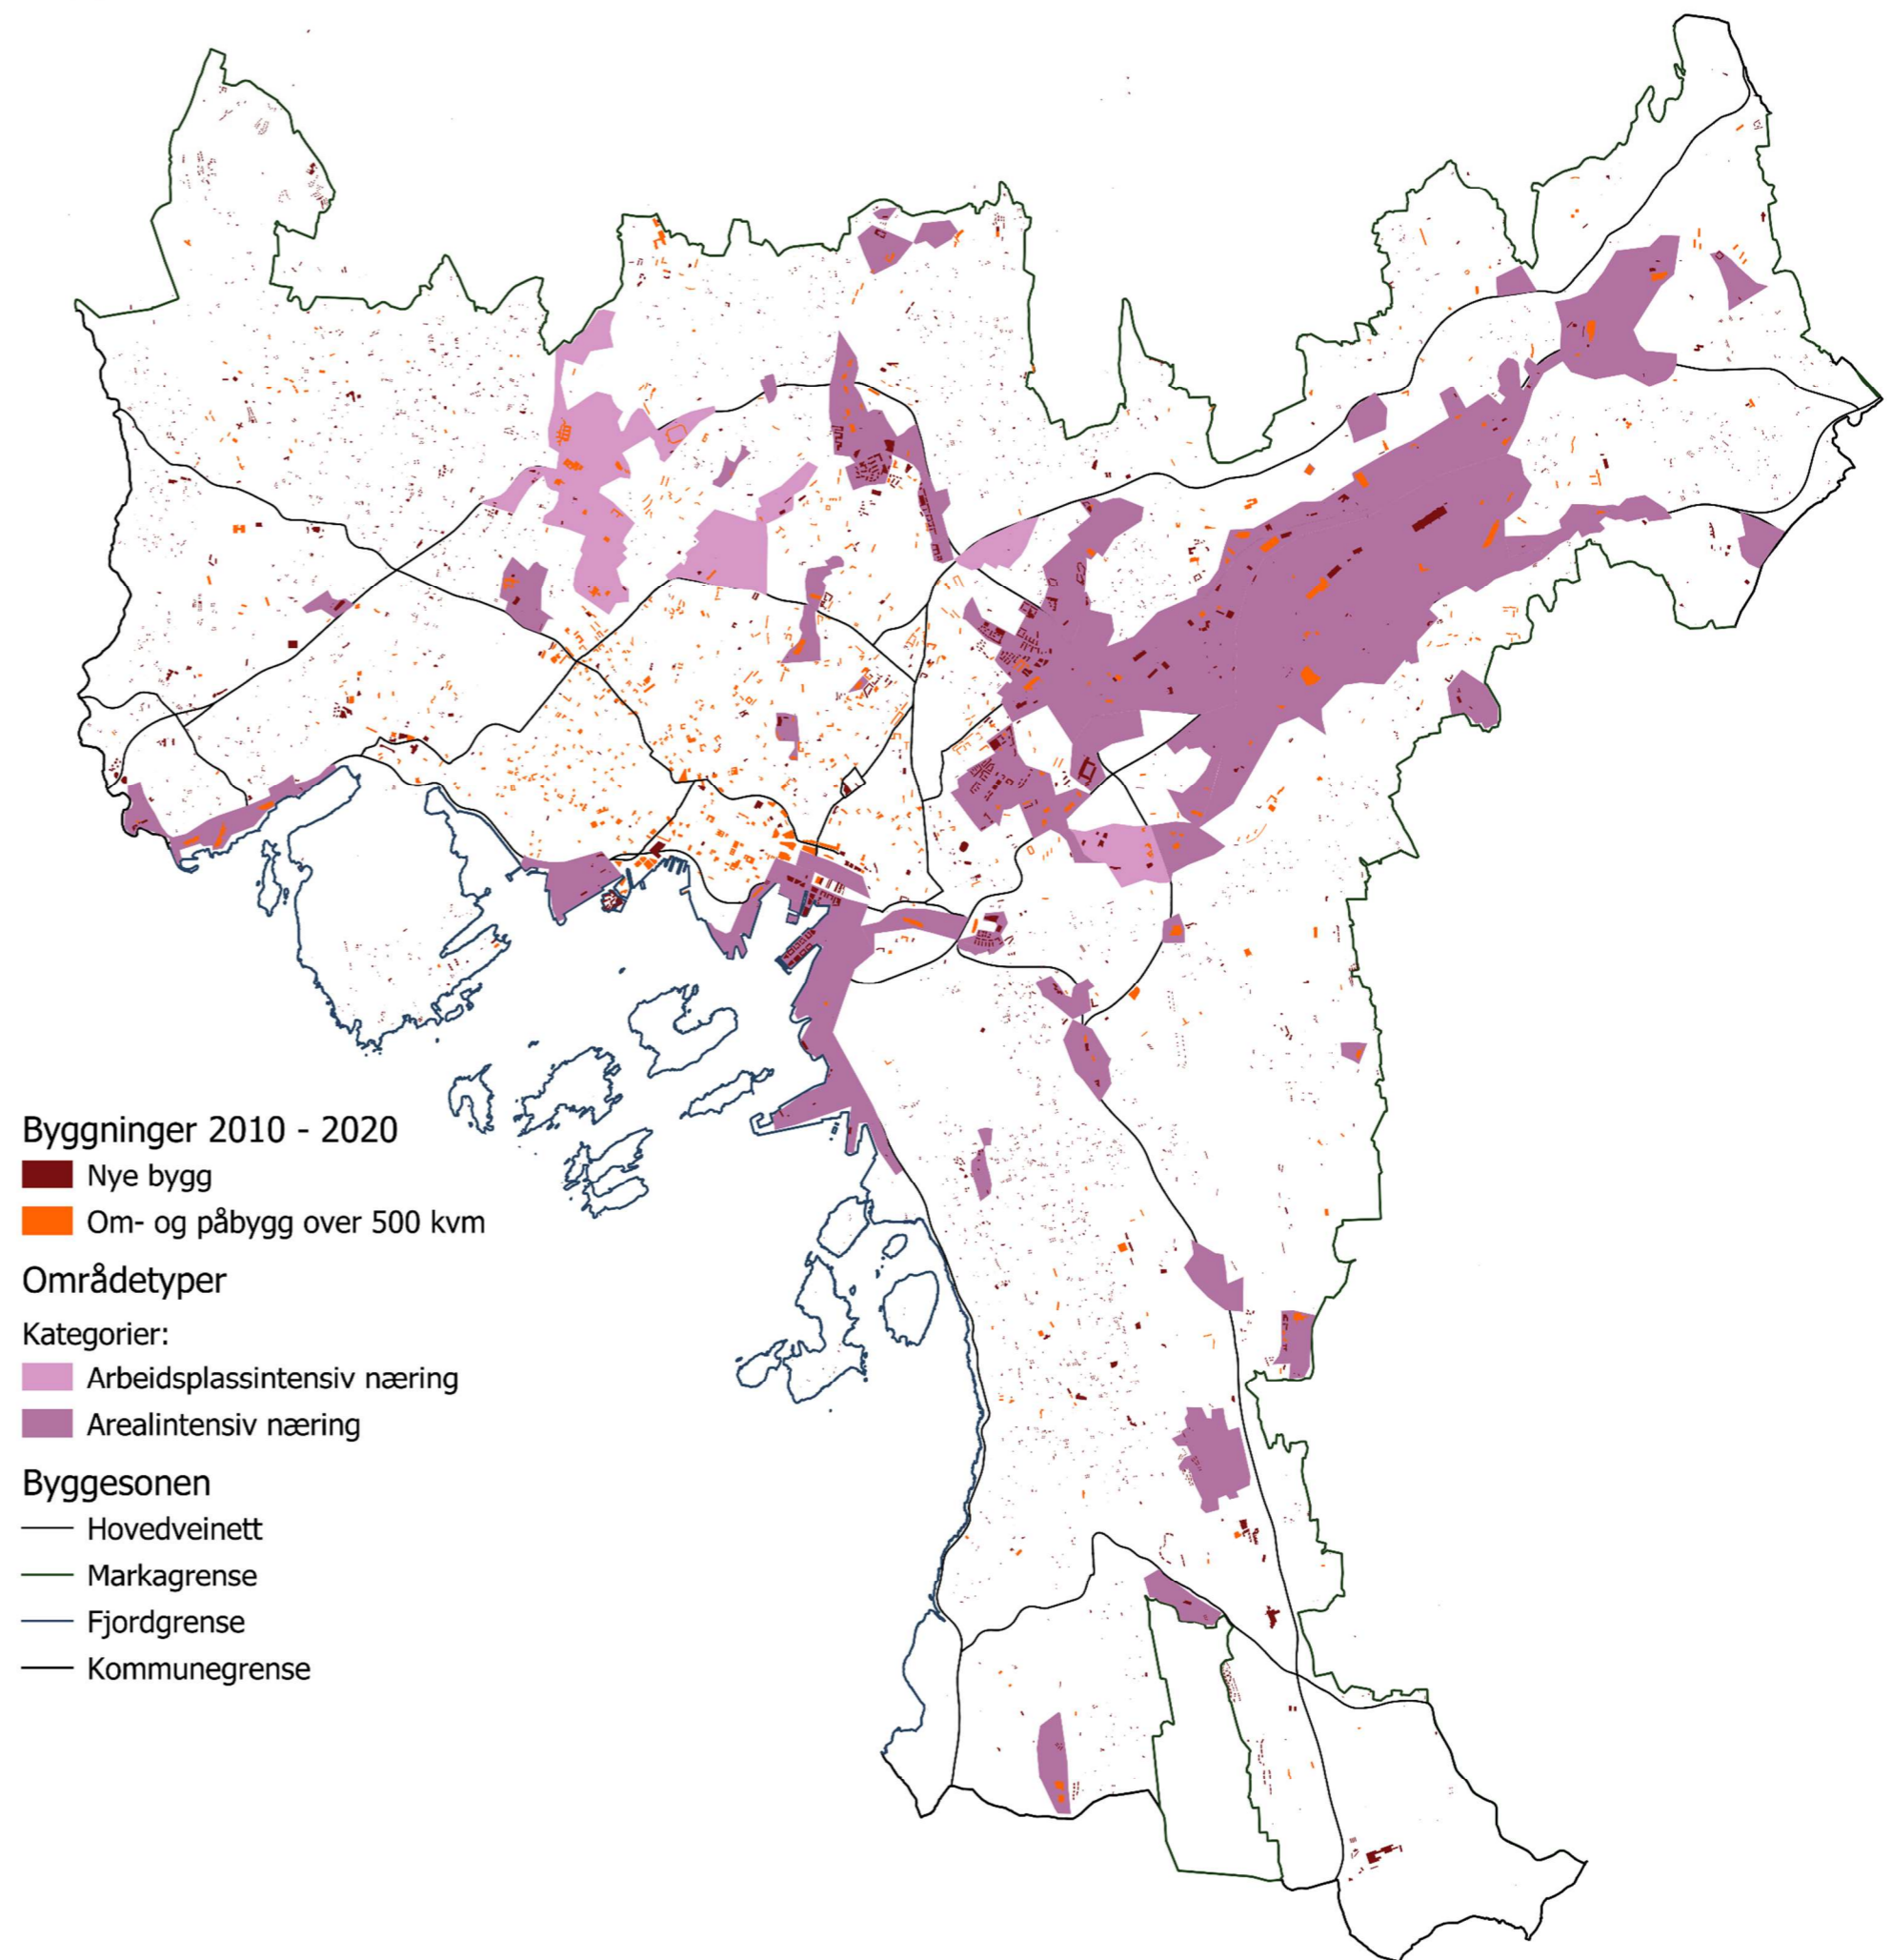 Byggninger 2010 - 2020
Nye bygg
Om- og påbygg over 500 kvm
Områdetyper
Kategorier:
Arbeidsplassintensiv næring
Arealintensiv næring
Byggesonen
Hovedveinett
Markagrense
Fjordgrense
Kommunegrense